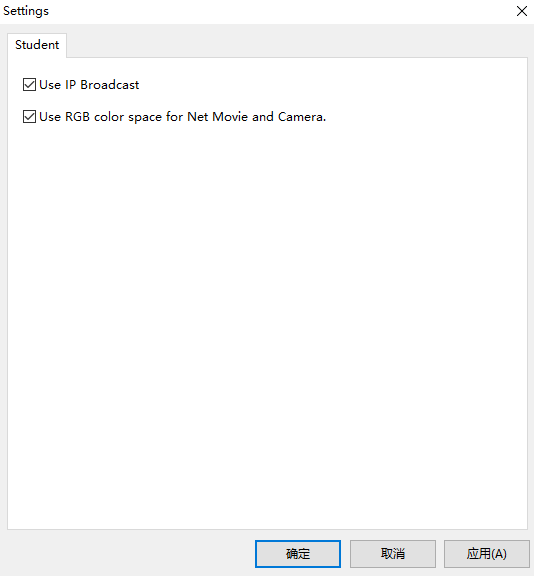 Settings
Student
Use IP Broadcast
Use RGB color space for Net Movie and Camera.
确定 取消 应用(A)